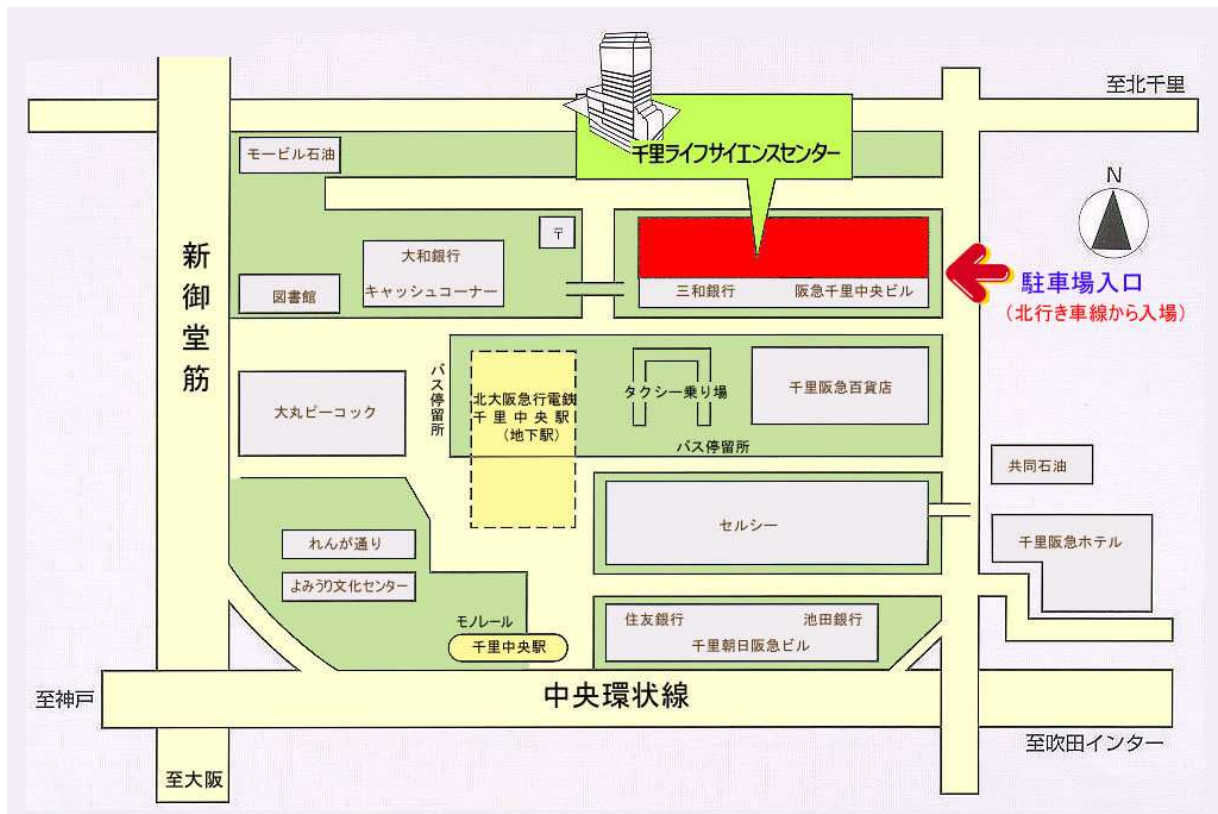 至北千里
モービル石油
千里ライフサイエンスセンター
N
〒
大和銀行
キャッシュコーナー
新御堂筋
図書館
三和銀行
阪急千里中央ビル
駐車場入口
(北行き車線から入場)
バス停留所
北大阪急行電鉄
千里中央駅
(地下駅)
タクシー乗り場
千里阪急百貨店
大丸ピーコック
バス停留所
共同石油
セルシー
れんが通り
千里阪急ホテル
よみうり文化センター
モノレール
千里中央駅
住友銀行
池田銀行
千里朝日阪急ビル
至神戸
中央環状線
至吹田インター
至大阪